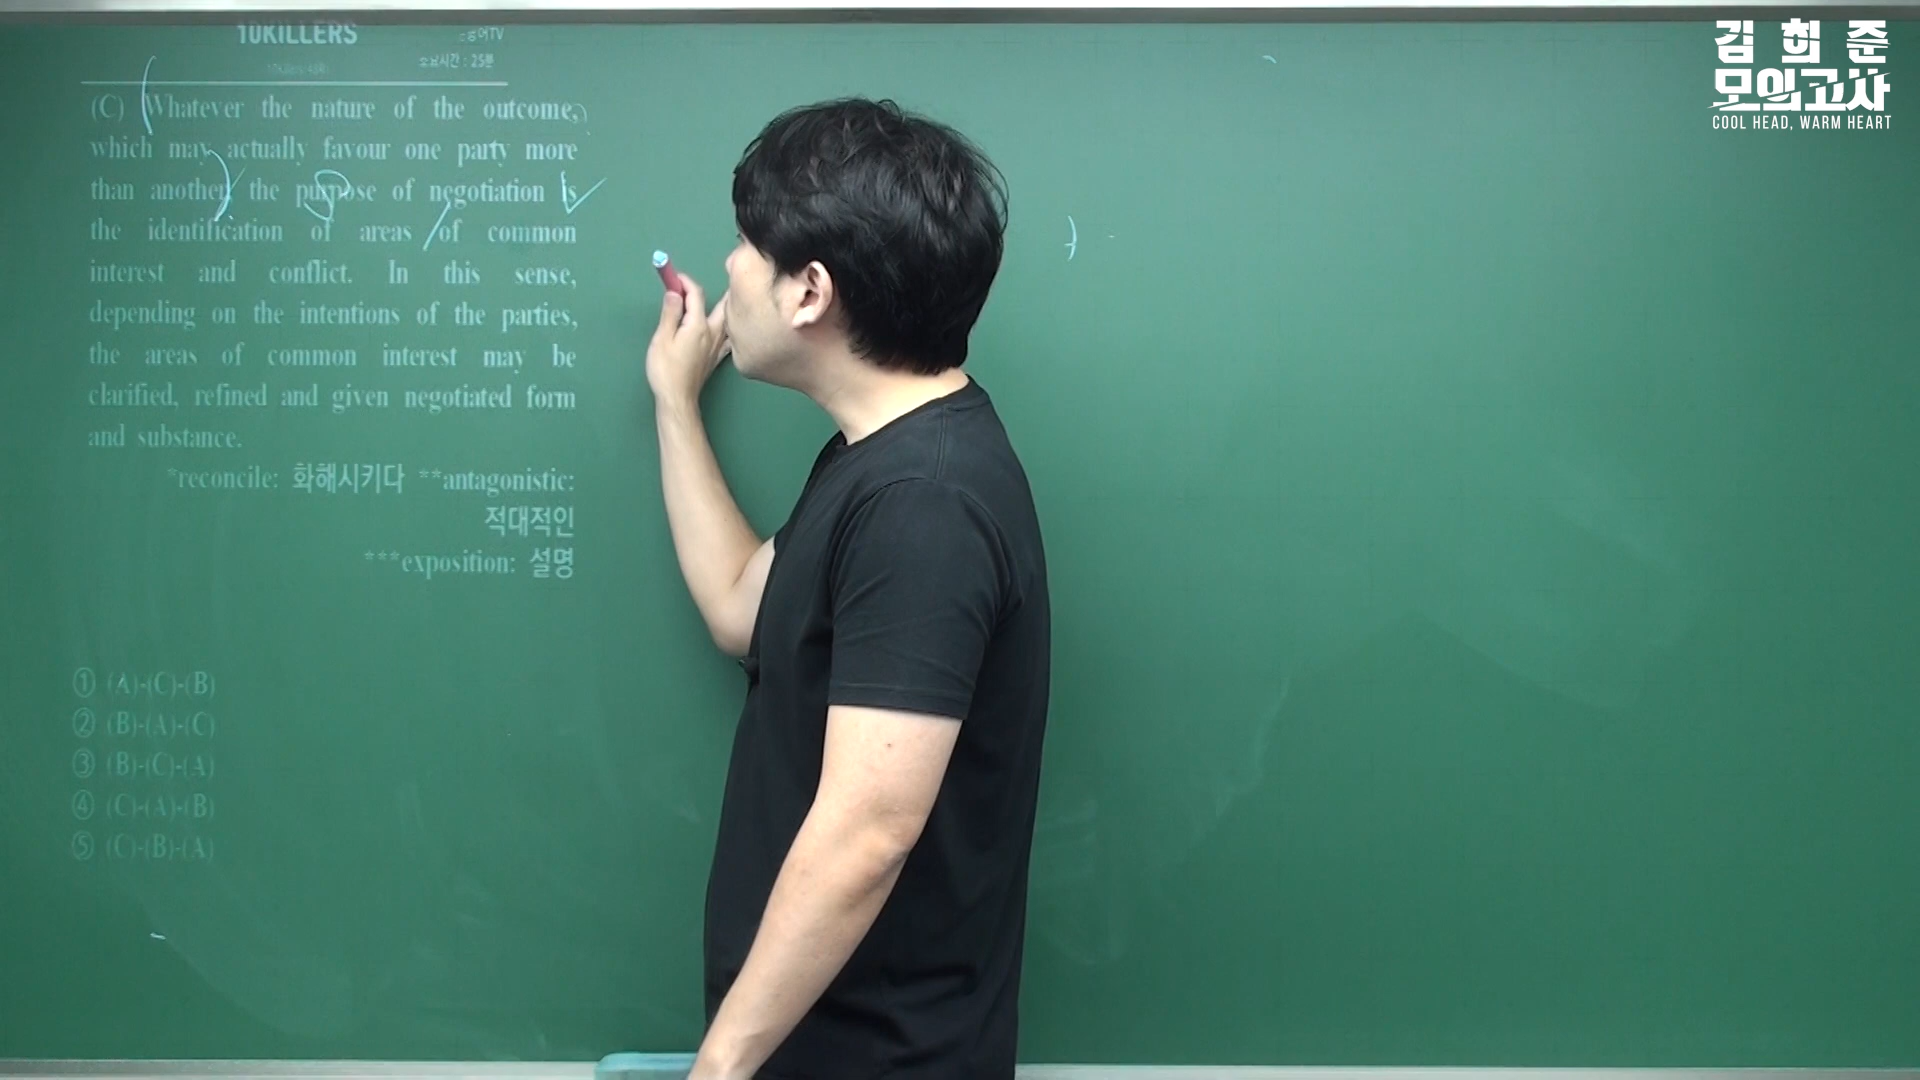 10KILLERS
소요시간 : 25분
(C) Whatever the nature of the outcome,
which may actually favour one party more
than another, the purpose of negotiation is
the identification of areas of common
interest and conflict. In this sense,
depending on the intentions of the parties,
the areas of common interest may be
clarified, refined and given negotiated form
and substance.
*reconcile: 화해시키다 **antagonistic:
적대적인
***exposition: 설명
① (A)-(C)-(B)
② (B)-(A)-(C)
③ (B)-(C)-(A)
④ (C)-(A)-(B)
⑤ (C)-(B)-(A)
김희준
모의고사
COOL HEAD, WARM HEART